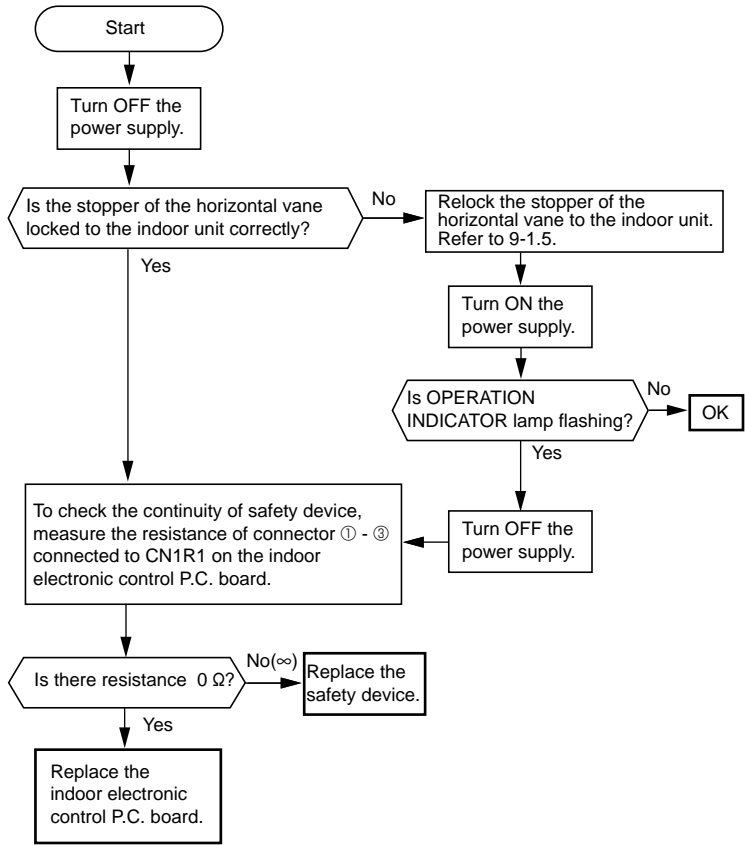 Start
Turn OFF the
power supply.
Is the stopper of the horizontal vane
locked to the indoor unit correctly?
No
Relock the stopper of the
horizontal vane to the indoor unit.
Refer to 9-1.5.
Yes
Turn ON the
power supply.
Is OPERATION
INDICATOR lamp flashing?
No
OK
Yes
Turn OFF the
power supply.
To check the continuity of safety device,
measure the resistance of connector ① - ③
connected to CN1R1 on the indoor
electronic control P.C. board.
Is there resistance 0 Ω?
No(∞)
Replace the
safety device.
Yes
Replace the
indoor electronic
control P.C. board.